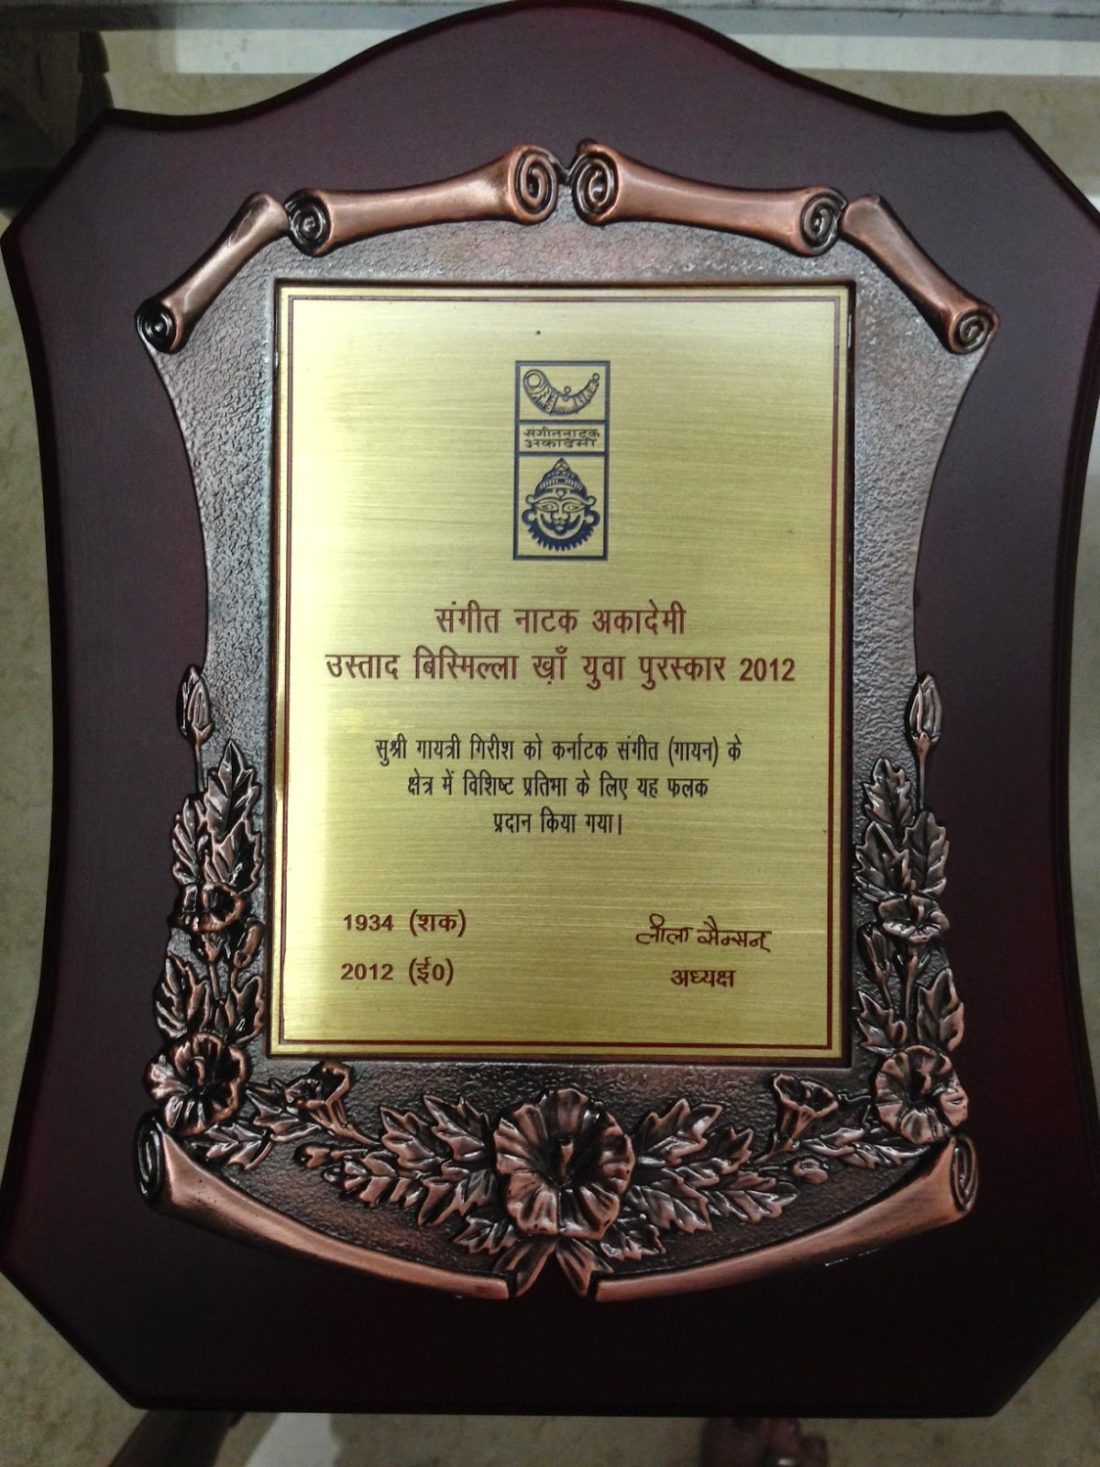 संगीत नाटक
अकादेमी
संगीत नाटक अकादेमी
उस्ताद बिस्मिल्ला ख़ाँ युवा पुरस्कार 2012
सुश्री गायत्री गिरीश को कर्नाटक संगीत (गायन) के
क्षेत्र में विशिष्ट प्रतिभा के लिए यह फलक
प्रदान किया गया।
1934 (शक)
लीला सैम्सन्
2012 (ई0)
अध्यक्ष